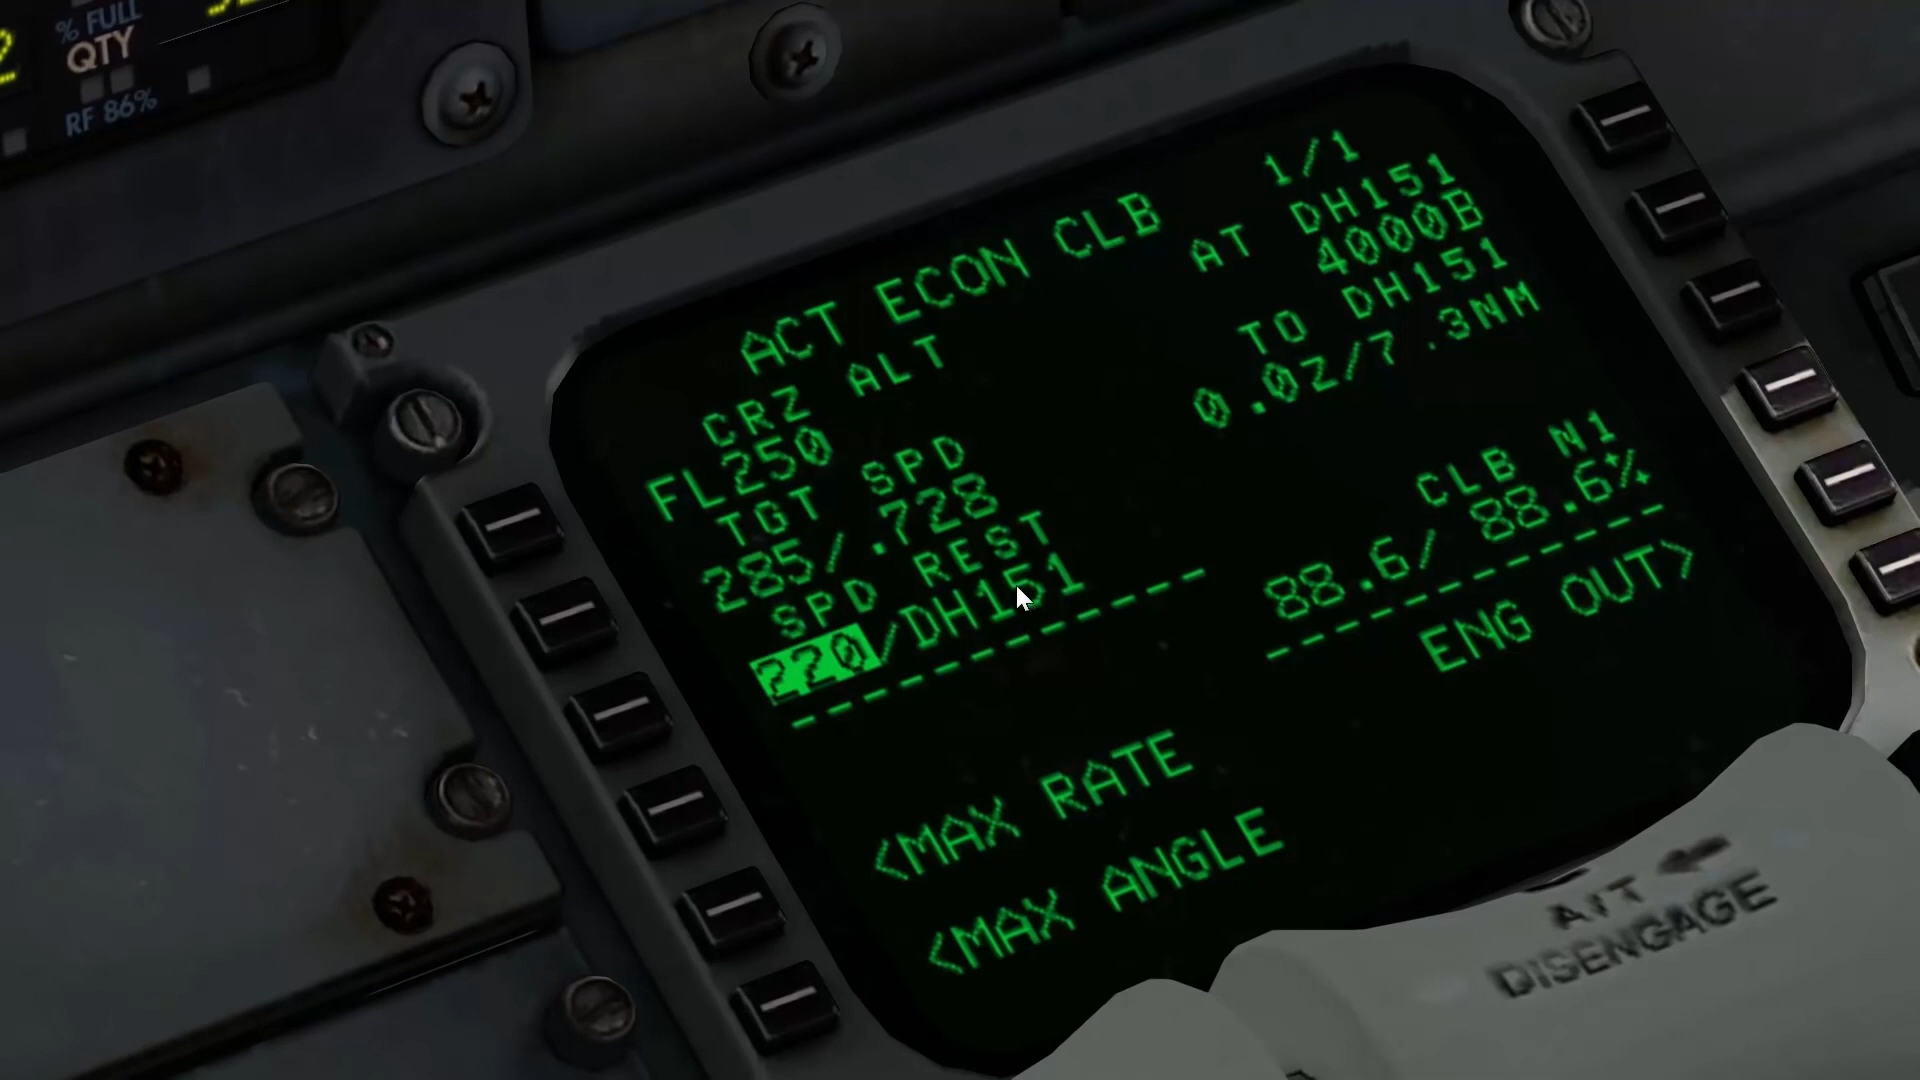 % FULL
QTY
RF 86%
1/1
ACT ECON CLB
AT DH151
CRZ ALT
4000B
FL250
TO DH151
TGT SPD
0.0Z/7.3NM
285/.728
SPD REST
CLB N1
220/DH151
88.6/ 88.6%
ENG OUT>
<MAX RATE
<MAX ANGLE
A/T
DISENGAGE